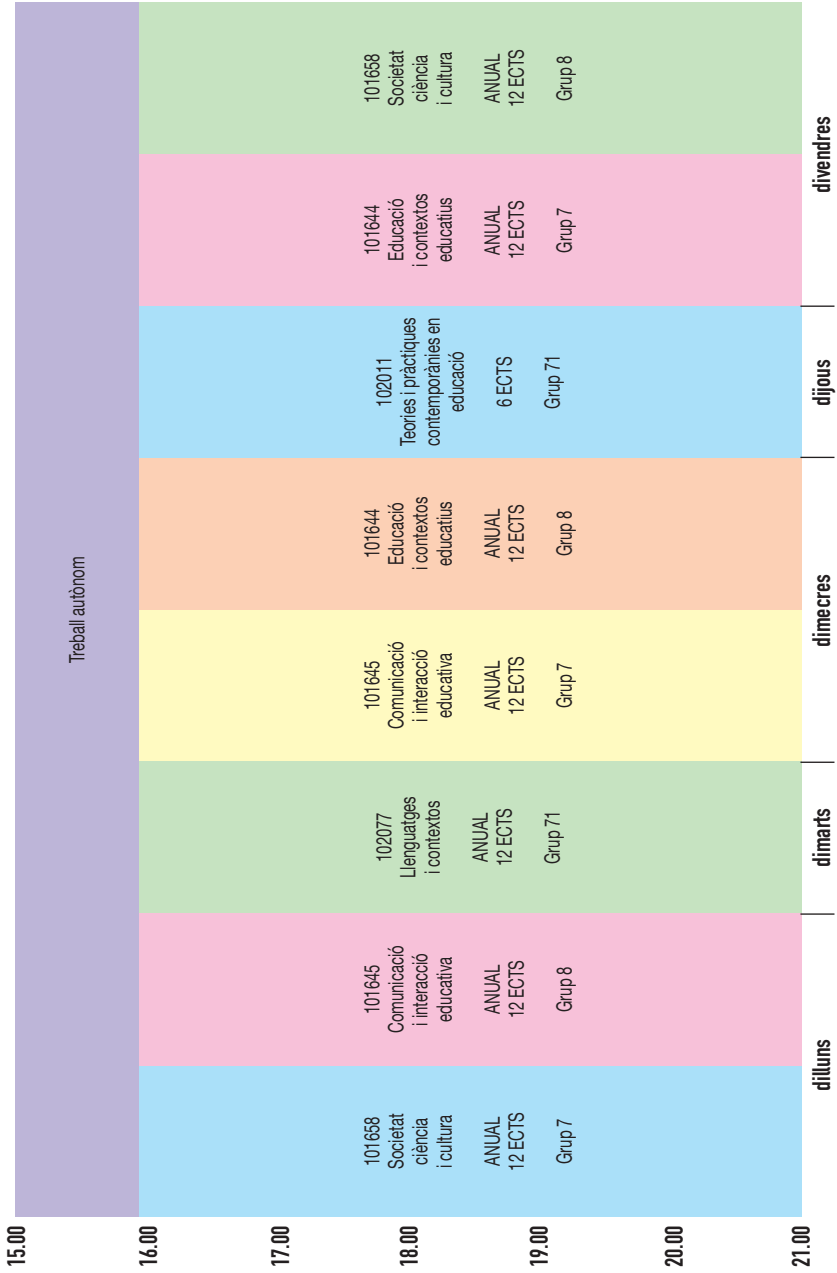 15.00
16.00
17.00
18.00
19.00
20.00
21.00
Treball autònom
dilluns
101658
Societat
ciència
i cultura
ANUAL
12 ECTS
Grup 7
101645
Comunicació
i interacció
educativa
ANUAL
12 ECTS
Grup 8
dimarts
102077
Llenguatges
i contextos
ANUAL
12 ECTS
Grup 71
dimecres
101645
Comunicació
i interacció
educativa
ANUAL
12 ECTS
Grup 7
101644
Educació
i contextos
educatius
ANUAL
12 ECTS
Grup 8
dijous
102011
Teories i pràctiques
contemporànies en
educació
6 ECTS
Grup 71
divendres
101644
Educació
i contextos
educatius
ANUAL
12 ECTS
Grup 7
101658
Societat
ciència
i cultura
ANUAL
12 ECTS
Grup 8